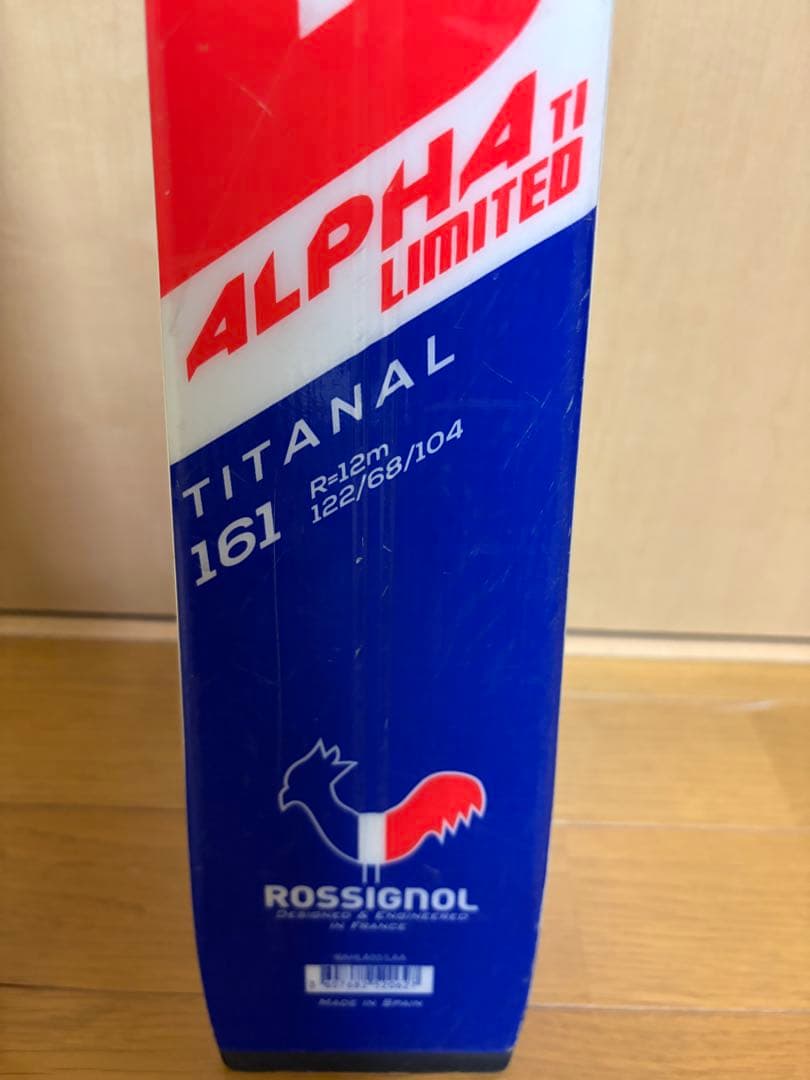 ALPHA TI
LIMITED
TITANAL
161
R=12m
122/68/104
ROSSIGNOL
DESIGNED & ENGINEERED
IN FRANCE
MADE IN SPAIN